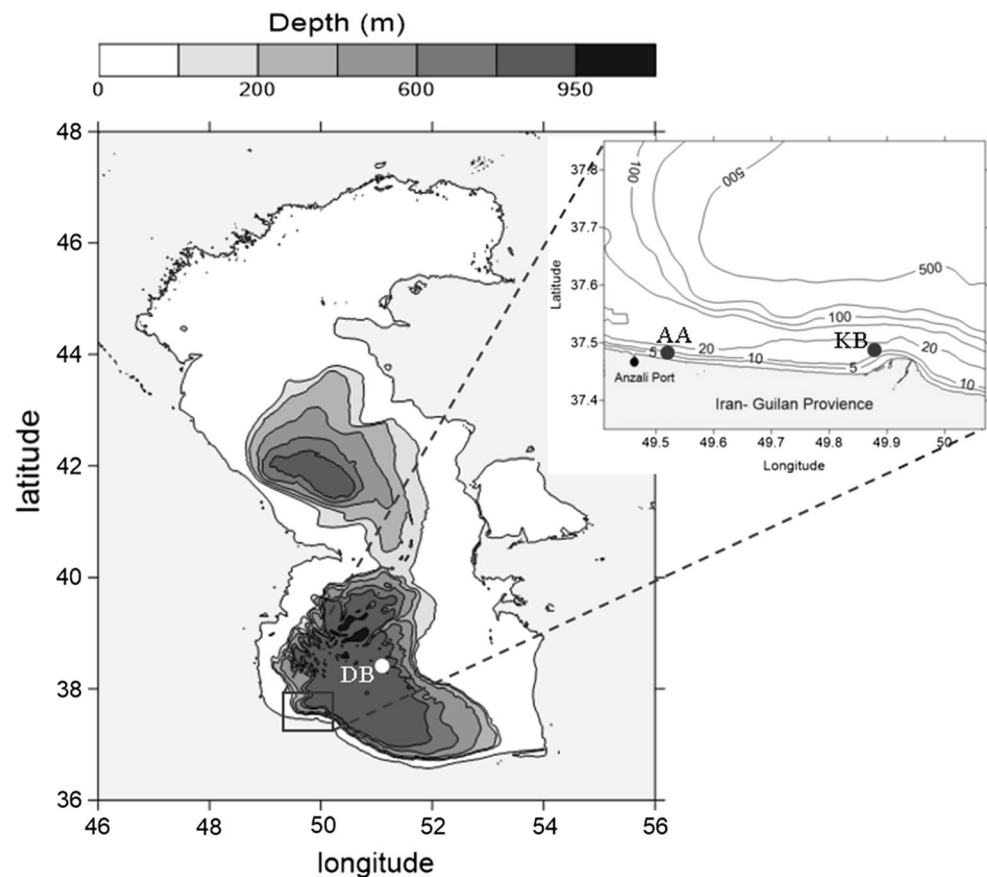 Depth (m)
0 200 600 950
48
46
44
42
40
38
36
latitude
46 48 50 52 54 56
longitude
DB
37.8
37.7
37.6
37.5
37.4
Latitude
100
500
500
100
AA
KB
5
20
10
5
20
10
Anzali Port
Iran- Guilan Provience
49.5 49.6 49.7 49.8 49.9 50
Longitude